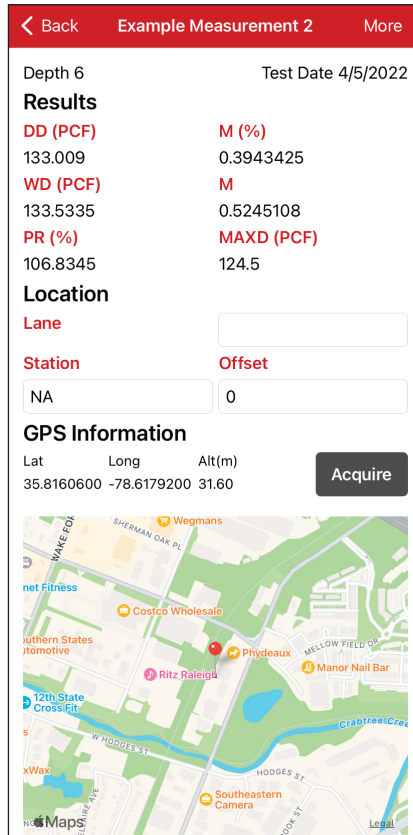 Back Example Measurement 2 More
Depth 6 Test Date 4/5/2022
Results
DD (PCF) M (%)
133.009 0.3943425
WD (PCF) M
133.5335 0.5245108
PR (%) MAXD (PCF)
106.8345 124.5
Location
Lane
Station Offset
NA 0
GPS Information
Lat Long Alt(m)
35.8160600 -78.6179200 31.60
Acquire
Wegmans
SHERMAN OAK PL
WAKE FOR
net Fitness
Costco Wholesale
uthern States
utomotive
Phydeaux
MELLOW FIELD DR
Ritz Raleigh
Manor Nail Bar
12th State
Cross Fit
Crabtree Cree
W HODGES ST
s
xWax
HODGES ST
Southeastern
Camera
Maps
Legal